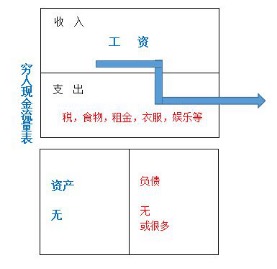 穷人现金流量表
收 入
工 资
支 出
税，食物，租金，衣服，娱乐等
资产
无
负债
无
或很多